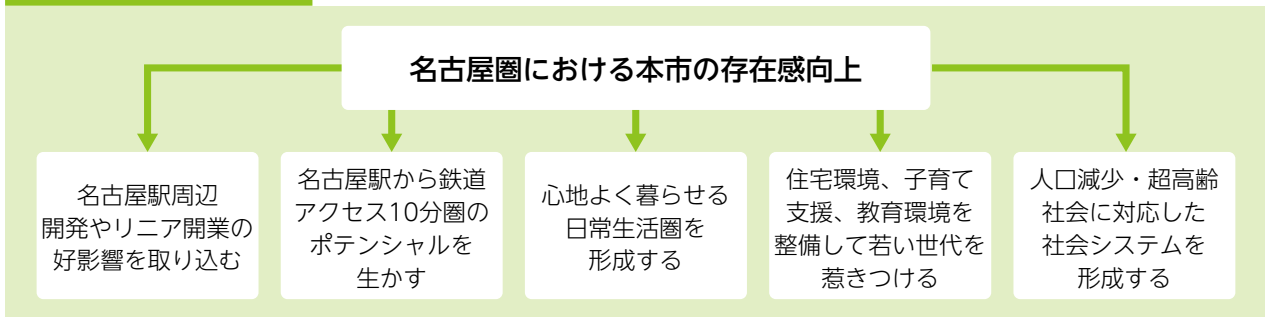 名古屋圏における本市の存在感向上
名古屋駅周辺
開発やリニア開業の
好影響を取り込む
名古屋駅から鉄道
アクセス10分圏の
ポテンシャルを
生かす
心地よく暮らせる
日常生活圏を
形成する
住宅環境、子育て
支援、教育環境を
整備して若い世代を
惹きつける
人口減少・超高齢
社会に対応した
社会システムを
形成する